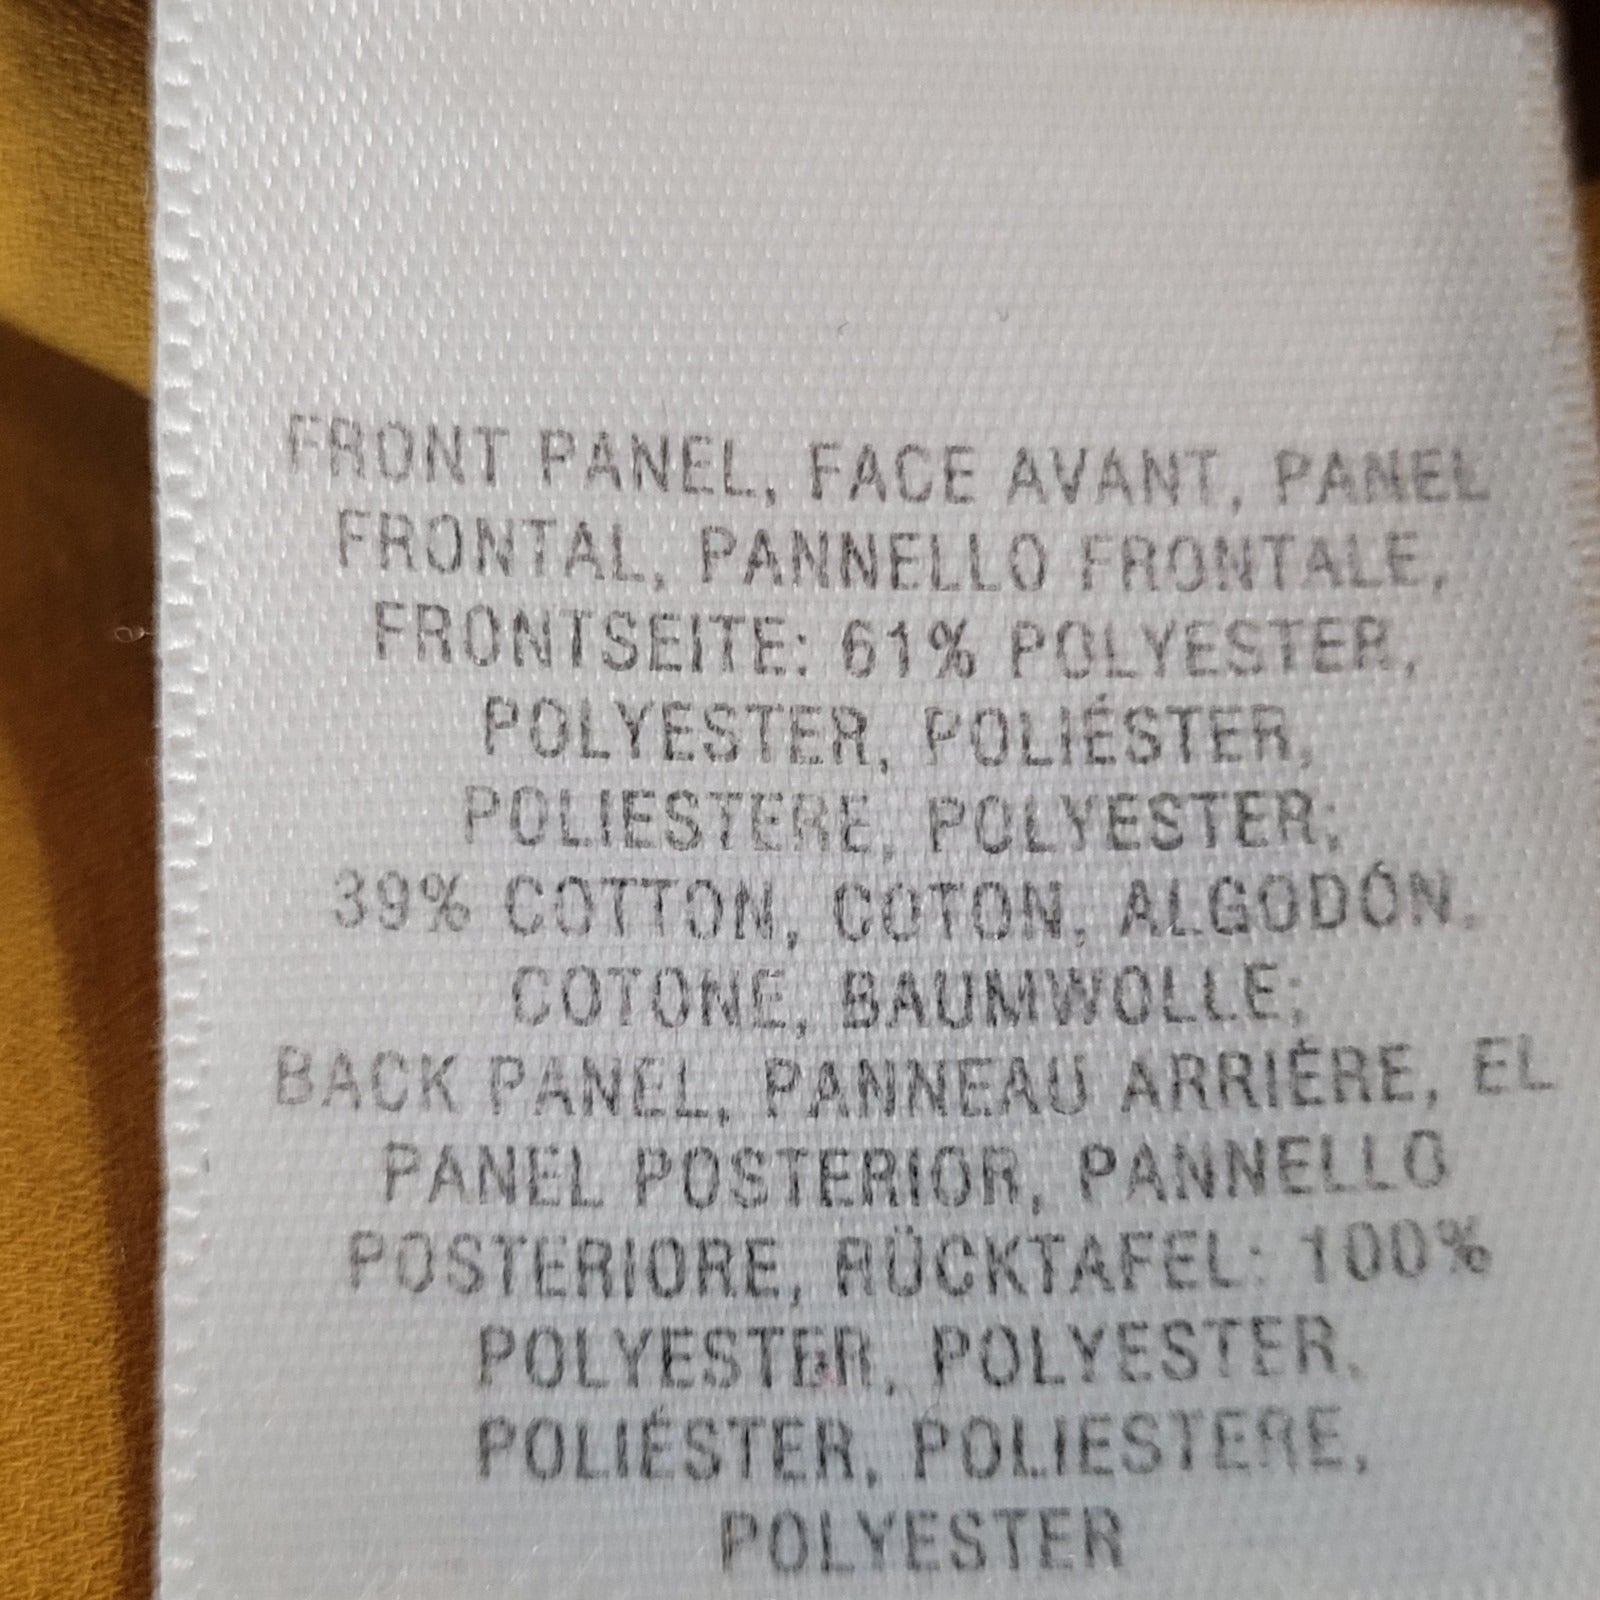 FRONT PANEL, FACE AVANT, PANEL
FRONTAL, PANNELLO FRONTALE,
FRONTSEITE: 61% POLYESTER,
POLYESTER, POLIÉSTER,
POLIESTERE, POLYESTER;
39% COTTON, COTON, ALGODÓN,
COTONE, BAUMWOLLE;
BACK PANEL, PANNEAU ARRIÉRE, EL
PANEL POSTERIOR, PANNELLO
POSTERIORE, RÜCKTAFEL: 100%
POLYESTER, POLYESTER,
POLIÉSTER, POLIESTERE,
POLYESTER